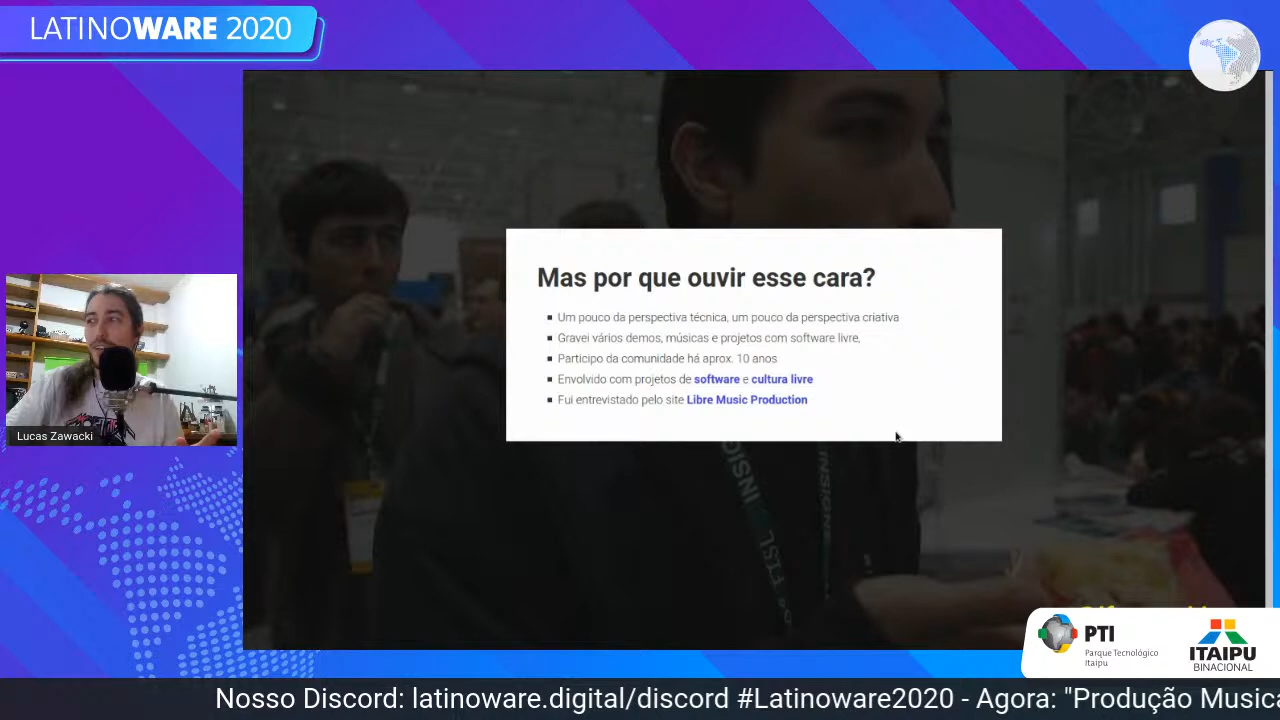 LATINOWARE 2020
Mas por que ouvir esse cara?
Um pouco da perspectiva técnica, um pouco da perspectiva criativa
Gravei vários demos, músicas e projetos com software livre,
Participo da comunidade há aprox. 10 anos
Envolvido com projetos de software e cultura livre
Fui entrevistado pelo site Libre Music Production
Lucas Zawacki
INSIGNI
FISL
INSIGNI
PTI
Parque Tecnológico
Itaipu
ITAIPU
BINACIONAL
Nosso Discord: latinoware.digital/discord #Latinoware2020 - Agora: "Produção Musica